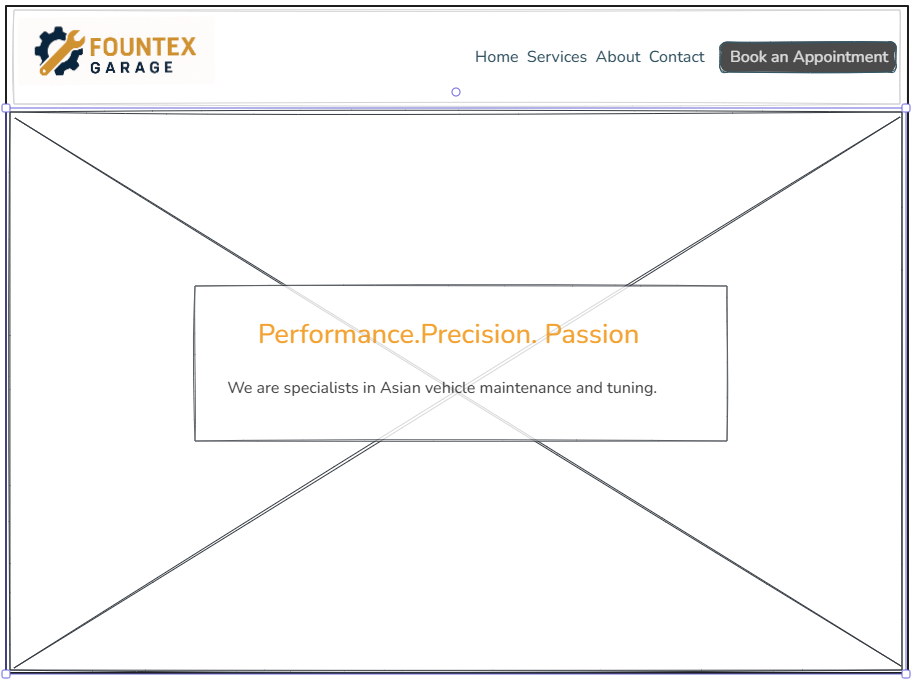 FOUNTEX
GARAGE
Home Services About Contact Book an Appointment
Performance.Precision. Passion
We are specialists in Asian vehicle maintenance and tuning.